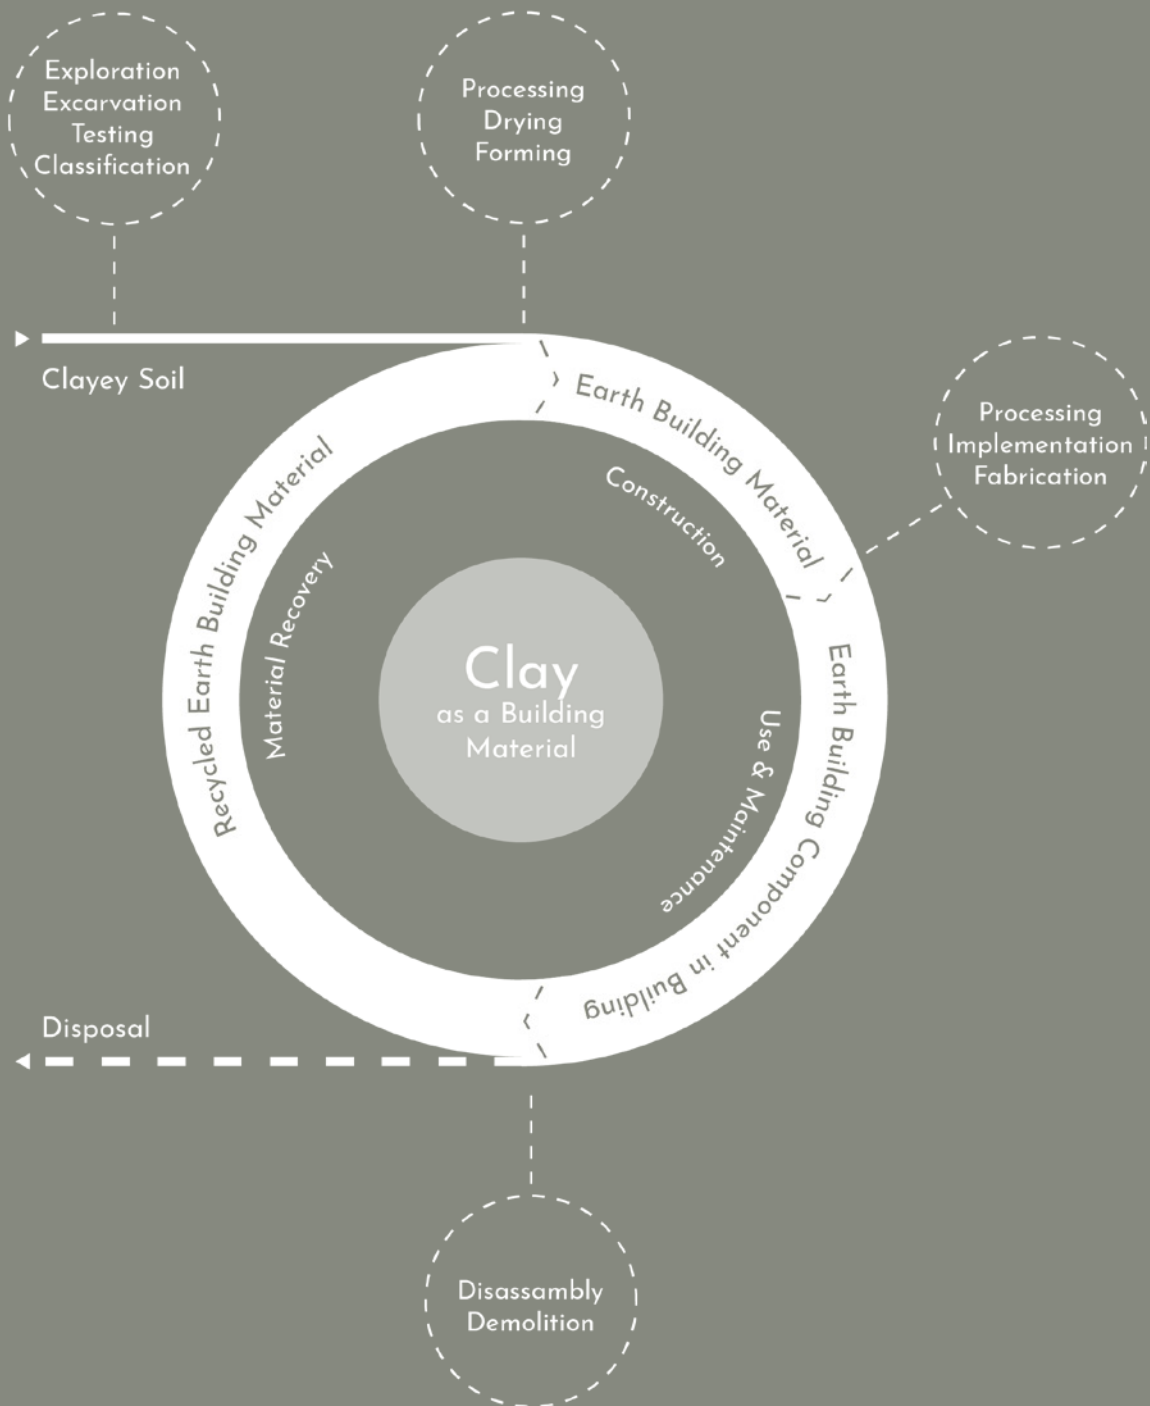 Exploration
Excarvation
Testing
Classification
Processing
Drying
Forming
Clayey Soil
Processing
Implementation
Fabrication
Earth Building Material
Construction
Recycled Earth Building Material
Material Recovery
Clay
as a Building
Material
Earth Building Component in Building
Use & Maintenance
Disposal
Disassambly
Demolition